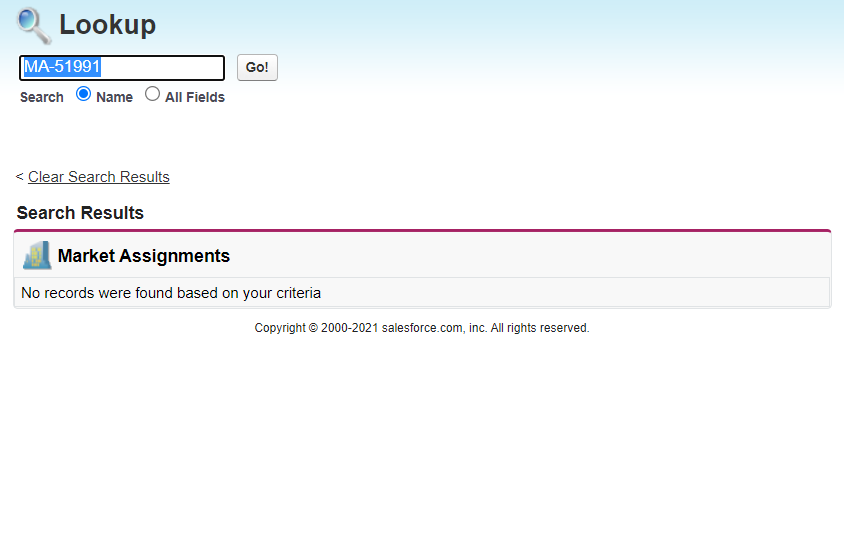 Lookup
MA-51991
Go!
Search Name All Fields
< Clear Search Results
Search Results
Market Assignments
No records were found based on your criteria
Copyright © 2000-2021 salesforce.com, inc. All rights reserved.